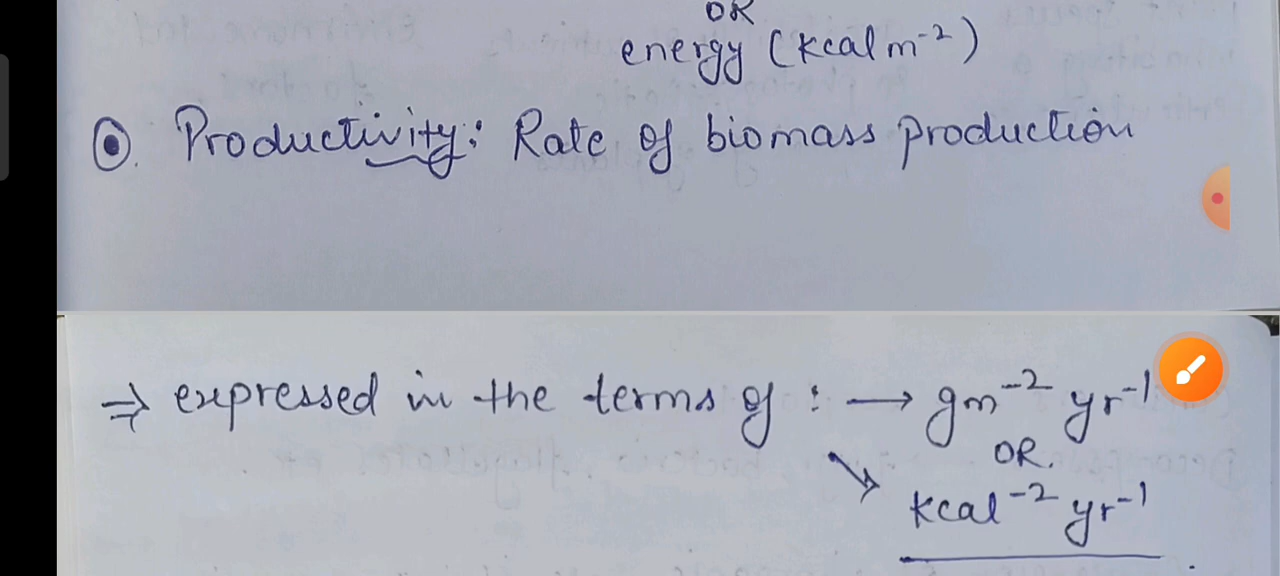 OR
energy (kcal m⁻²)
⊙. Productivity: Rate of biomass production
⇒ expressed in the terms of : → gm⁻² yr⁻¹
OR.
↘ kcal⁻² yr⁻¹